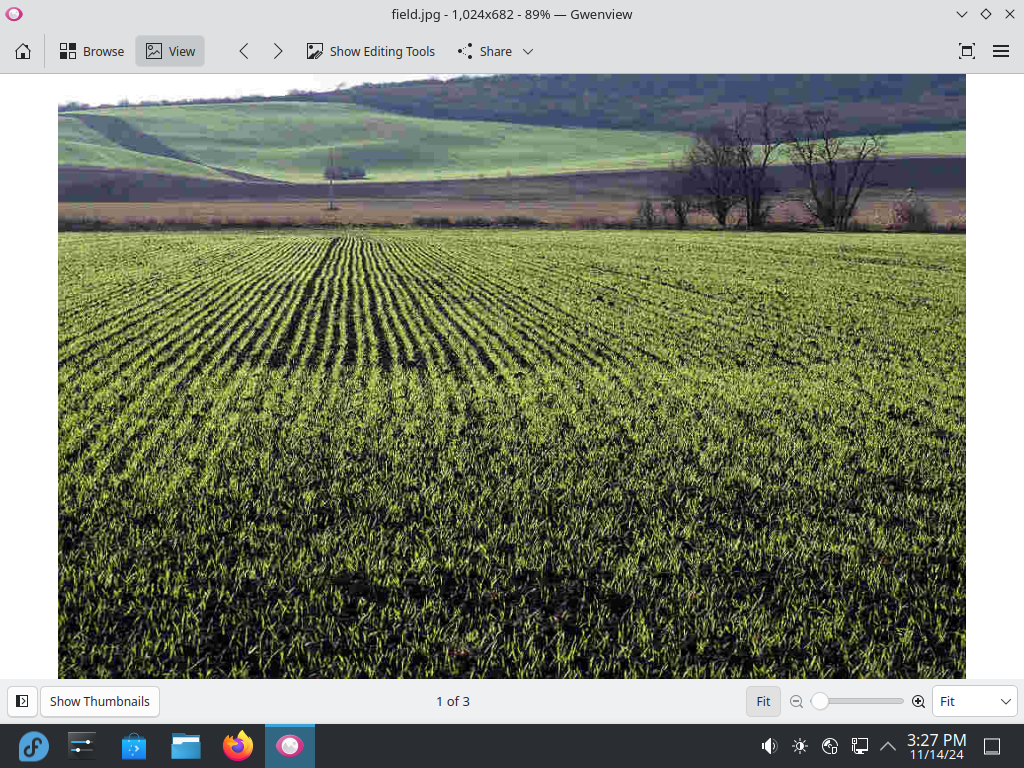 field.jpg - 1,024x682 - 89% — Gwenview
Browse View Show Editing Tools Share
Show Thumbnails 1 of 3 Fit Fit
3:27 PM
11/14/24